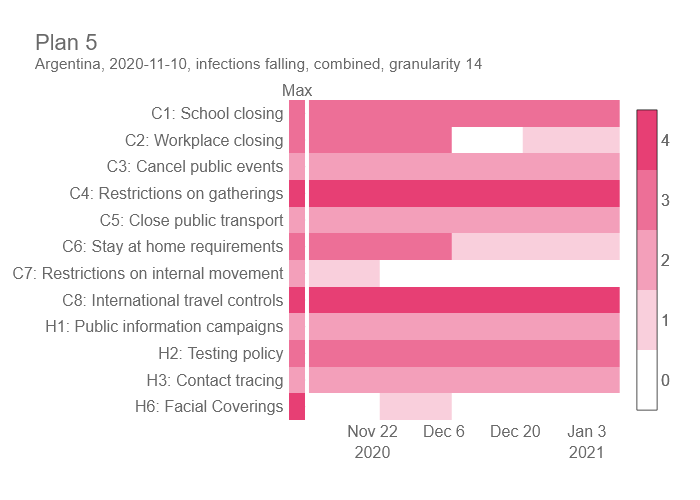 Plan 5
Argentina, 2020-11-10, infections falling, combined, granularity 14
Max
C1: School closing
C2: Workplace closing
C3: Cancel public events
C4: Restrictions on gatherings
C5: Close public transport
C6: Stay at home requirements
C7: Restrictions on internal movement
C8: International travel controls
H1: Public information campaigns
H2: Testing policy
H3: Contact tracing
H6: Facial Coverings
Nov 22 Dec 6 Dec 20 Jan 3
2020 2021
4
3
2
1
0